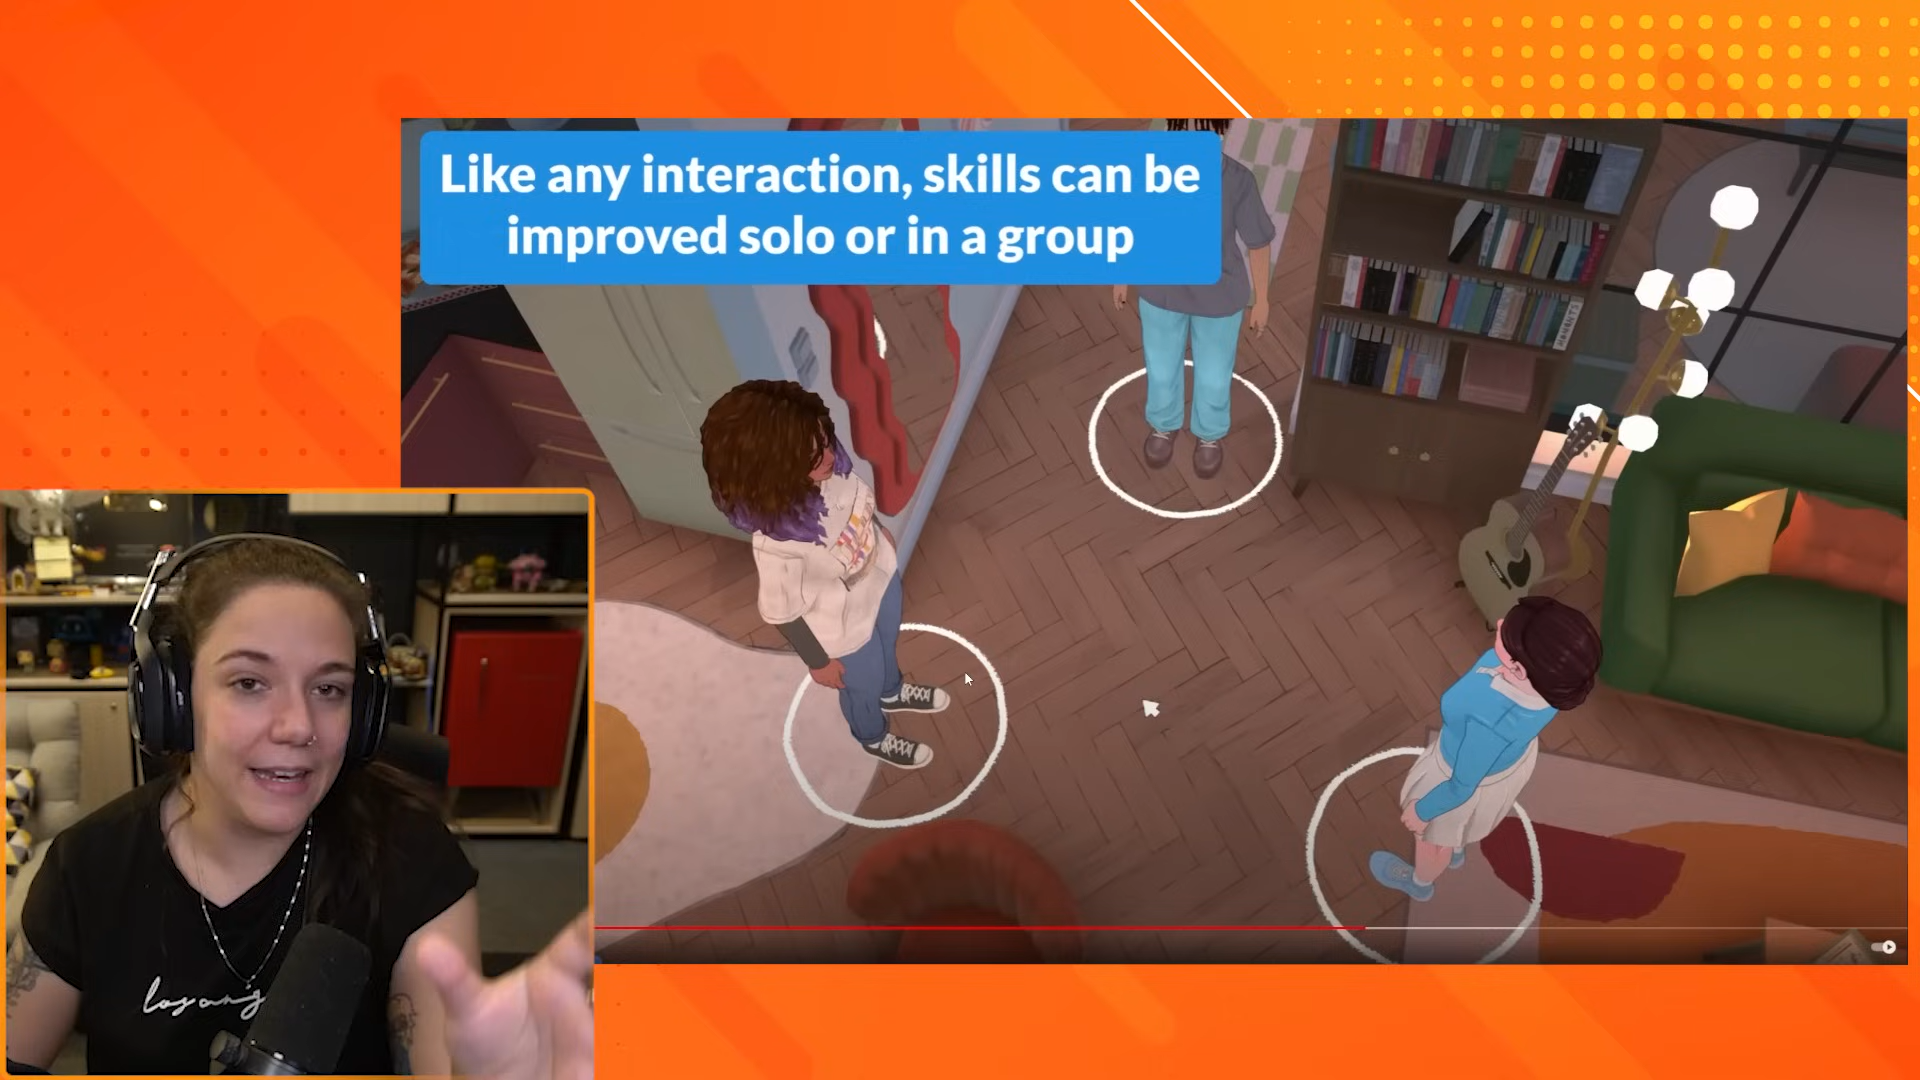 Like any interaction, skills can be
improved solo or in a group